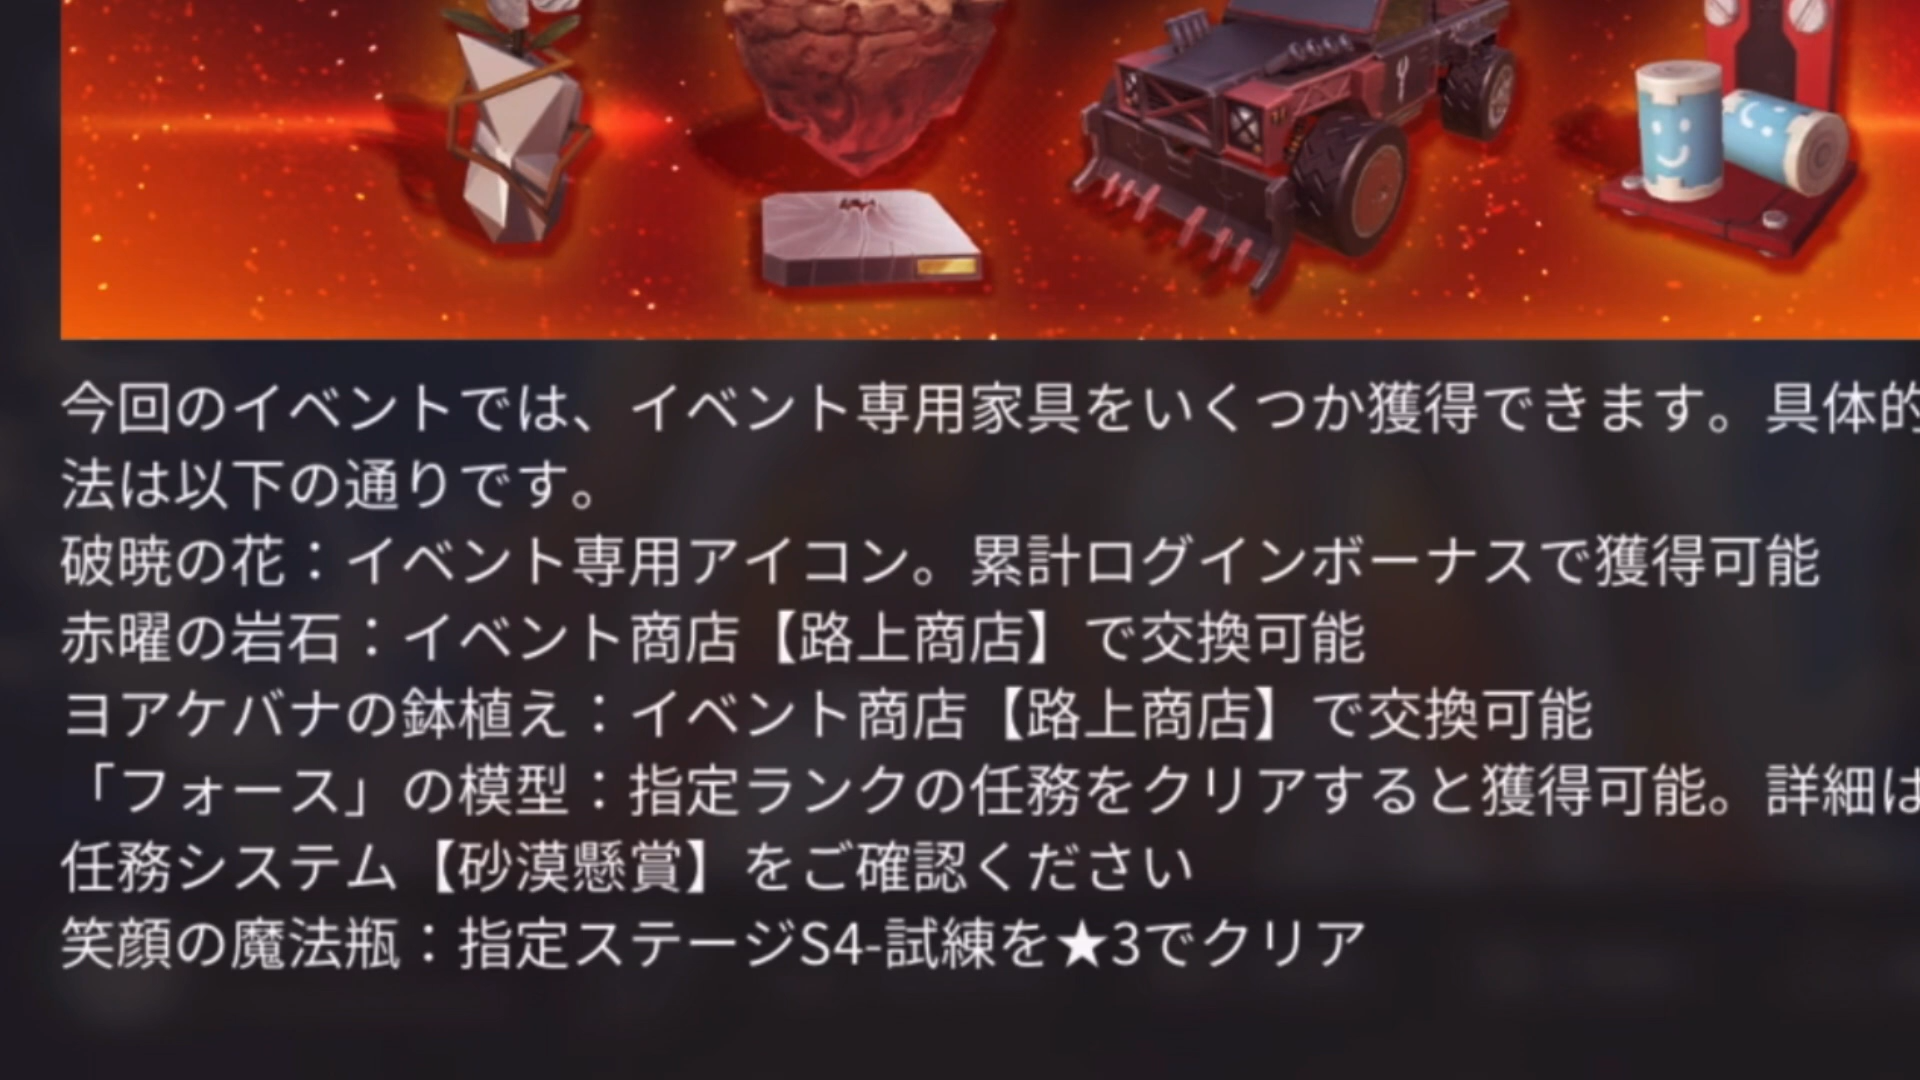 今回のイベントでは、イベント専用家具をいくつか獲得できます。具体的
法は以下の通りです。
破暁の花：イベント専用アイコン。累計ログインボーナスで獲得可能
赤曜の岩石：イベント商店【路上商店】で交換可能
ヨアケバナの鉢植え：イベント商店【路上商店】で交換可能
「フォース」の模型：指定ランクの任務をクリアすると獲得可能。詳細は
任務システム【砂漠懸賞】をご確認ください
笑顔の魔法瓶：指定ステージS4-試練を★3でクリア